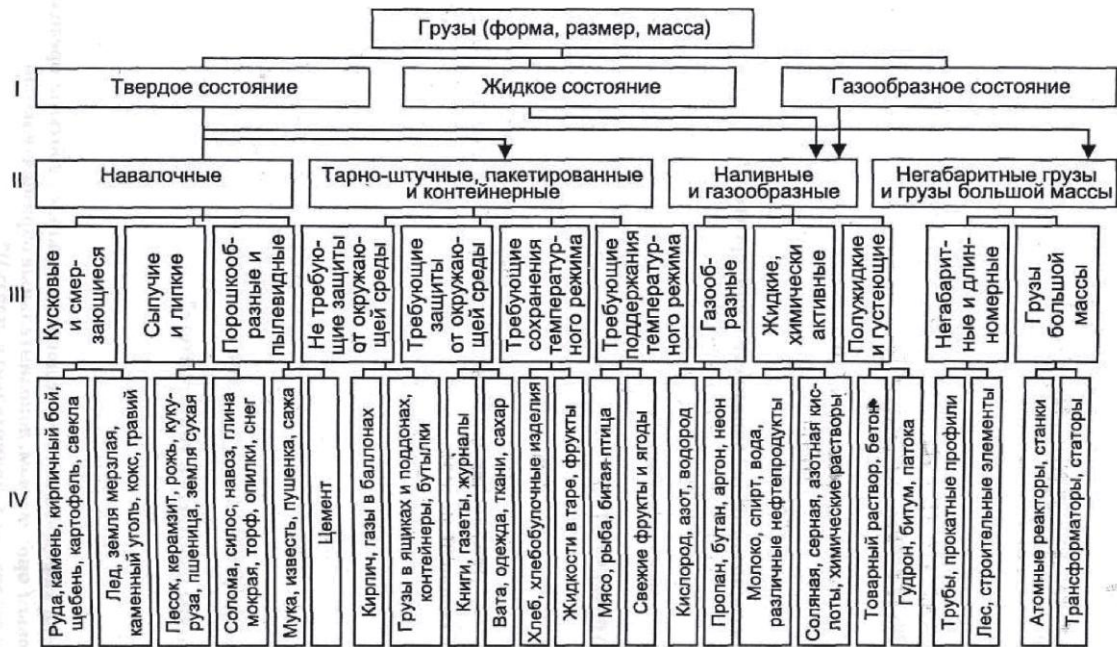 Грузы (форма, размер, масса)
I
Твердое состояние
Жидкое состояние
Газообразное состояние
II
Навалочные
Тарно-штучные, пакетированные
и контейнерные
Наливные
и газообразные
Негабаритные грузы
и грузы большой массы
III
Кусковые
и смер-
зающиеся
Сыпучие
и липкие
Порошкооб-
разные и
пылевидные
Не требую-
щие защиты
от окружаю-
щей среды
Требующие
защиты
от окружаю-
щей среды
Требующие
сохранения
температур-
ного режима
Требующие
поддержания
температур-
ного режима
Газооб-
разные
Жидкие,
химически
активные
Полужидкие
и густеющие
Негабарит-
ные и длин-
номерные
Грузы
большой
массы
IV
Руда, камень, кирпичный бой,
щебень, картофель, свекла
Лед, земля мерзлая,
каменный уголь, кокс, гравий
Песок, керамзит, рожь, куку-
руза, пшеница, земля сухая
Солома, силос, навоз, глина
мокрая, торф, опилки, снег
Мука, известь, пушенка, сажа
Цемент
Кирпич, газы в баллонах
Грузы в ящиках и поддонах,
контейнеры, бутылки
Книги, газеты, журналы
Вата, одежда, ткани, сахар
Хлеб, хлебобулочные изделия
Жидкости в таре, фрукты
Мясо, рыба, битая птица
Свежие фрукты и ягоды
Кислород, азот, водород
Пропан, бутан, аргон, неон
Молоко, спирт, вода,
различные нефтепродукты
Соляная, серная, азотная кис-
лоты, химические растворы
Товарный раствор, бетон
Гудрон, битум, патока
Трубы, прокатные профили
Лес, строительные элементы
Атомные реакторы, станки
Трансформаторы, статоры